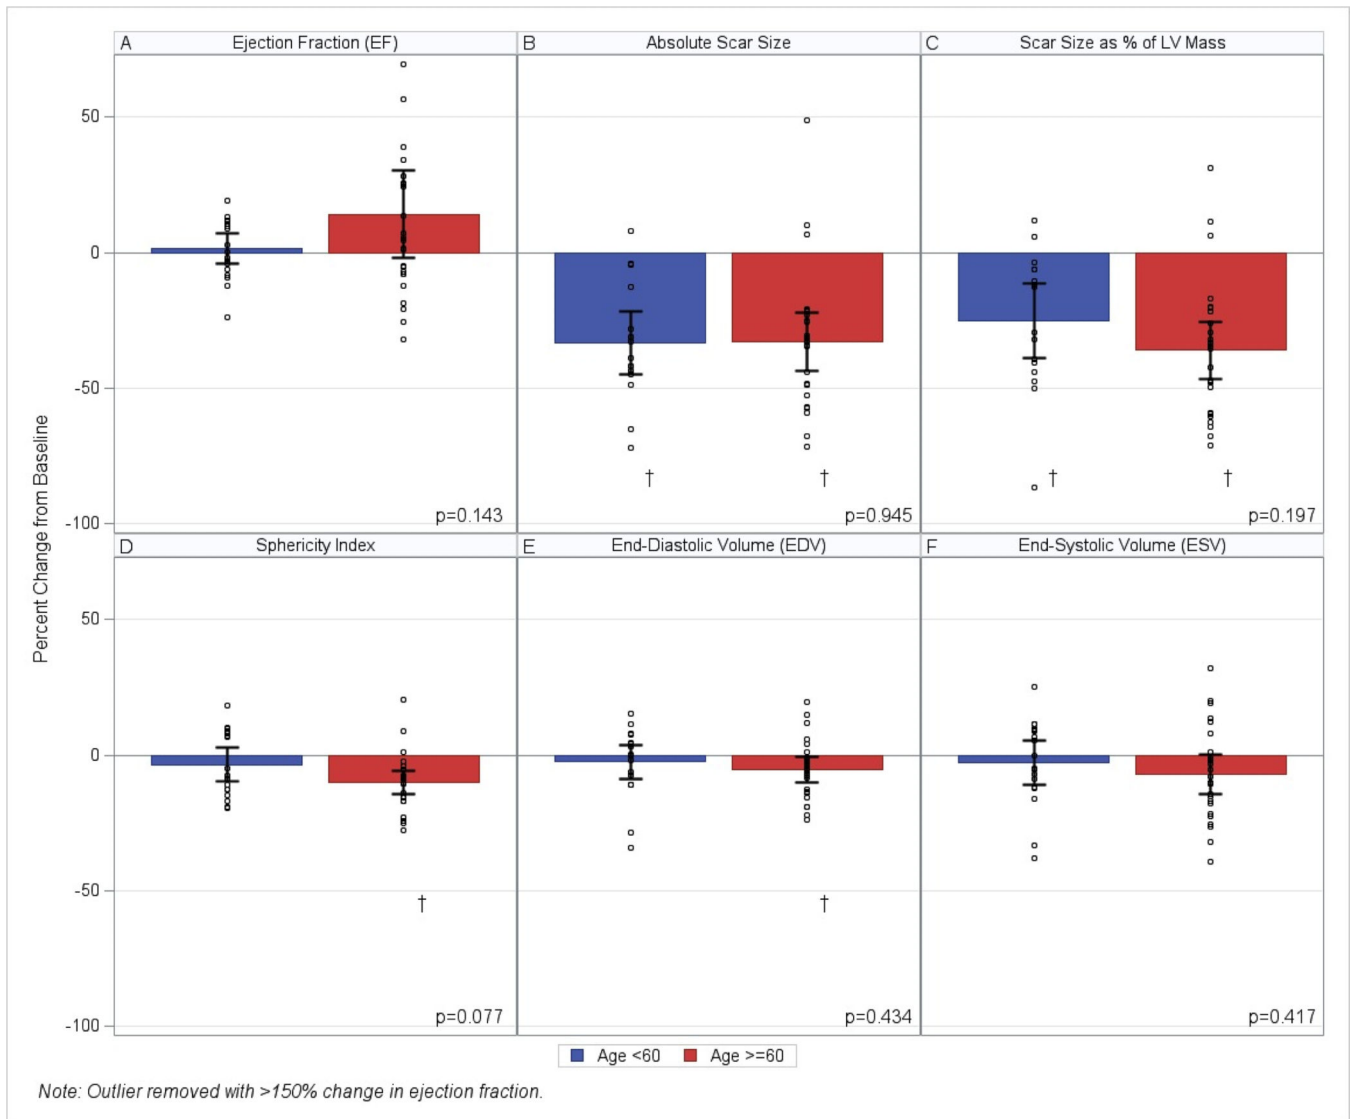 A Ejection Fraction (EF)
B Absolute Scar Size
C Scar Size as % of LV Mass
Percent Change from Baseline
50
0
-50
-100
† †
† †
p=0.143
p=0.945
p=0.197
D Sphericity Index
E End-Diastolic Volume (EDV)
F End-Systolic Volume (ESV)
50
0
-50
-100
†
†
p=0.077
p=0.434
p=0.417
Age <60 Age >=60
Note: Outlier removed with >150% change in ejection fraction.